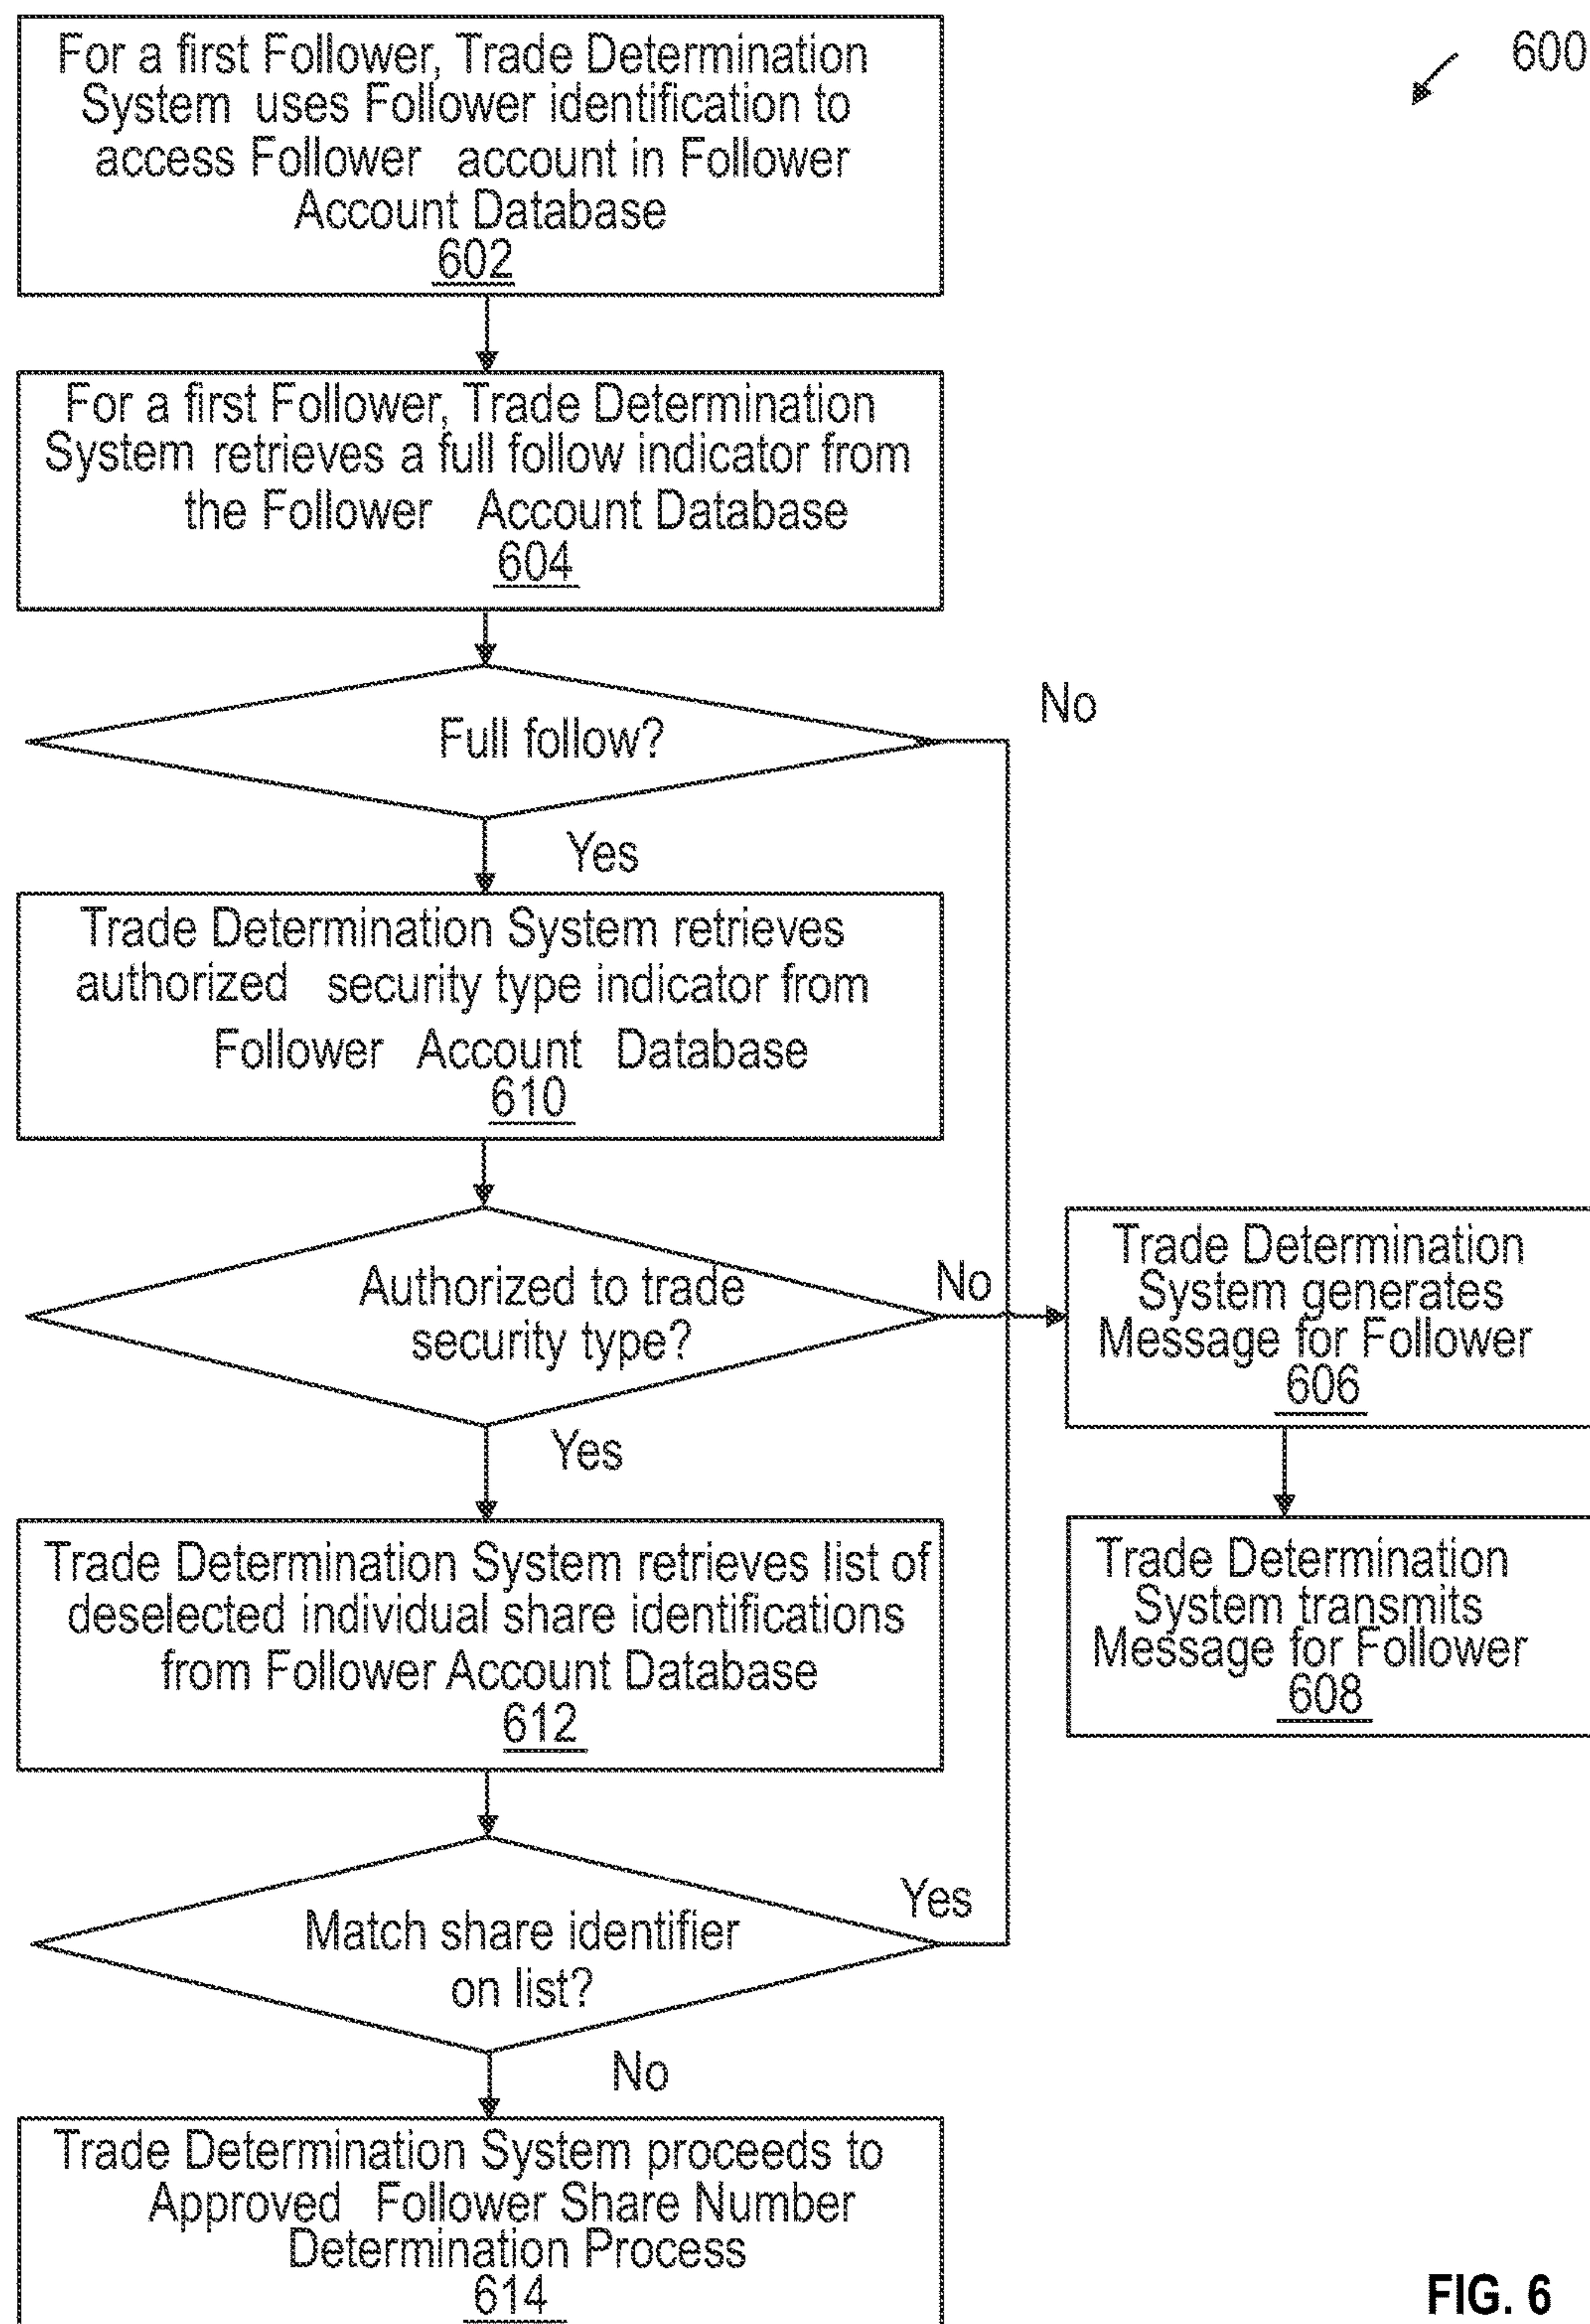 600
For a first Follower, Trade Determination
System uses Follower identification to
access Follower account in Follower
Account Database
602
For a first Follower, Trade Determination
System retrieves a full follow indicator from
the Follower Account Database
604
Full follow?
No
Yes
Trade Determination System retrieves
authorized security type indicator from
Follower Account Database
610
Authorized to trade
security type?
No
Yes
Trade Determination
System generates
Message for Follower
606
Trade Determination
System transmits
Message for Follower
608
Trade Determination System retrieves list of
deselected individual share identifications
from Follower Account Database
612
Match share identifier
on list?
Yes
No
Trade Determination System proceeds to
Approved Follower Share Number
Determination Process
614
FIG. 6